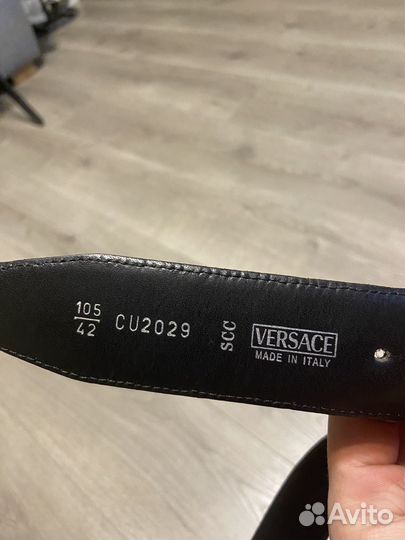 105
42
CU2029
SCC
VERSACE
MADE IN ITALY
Avito